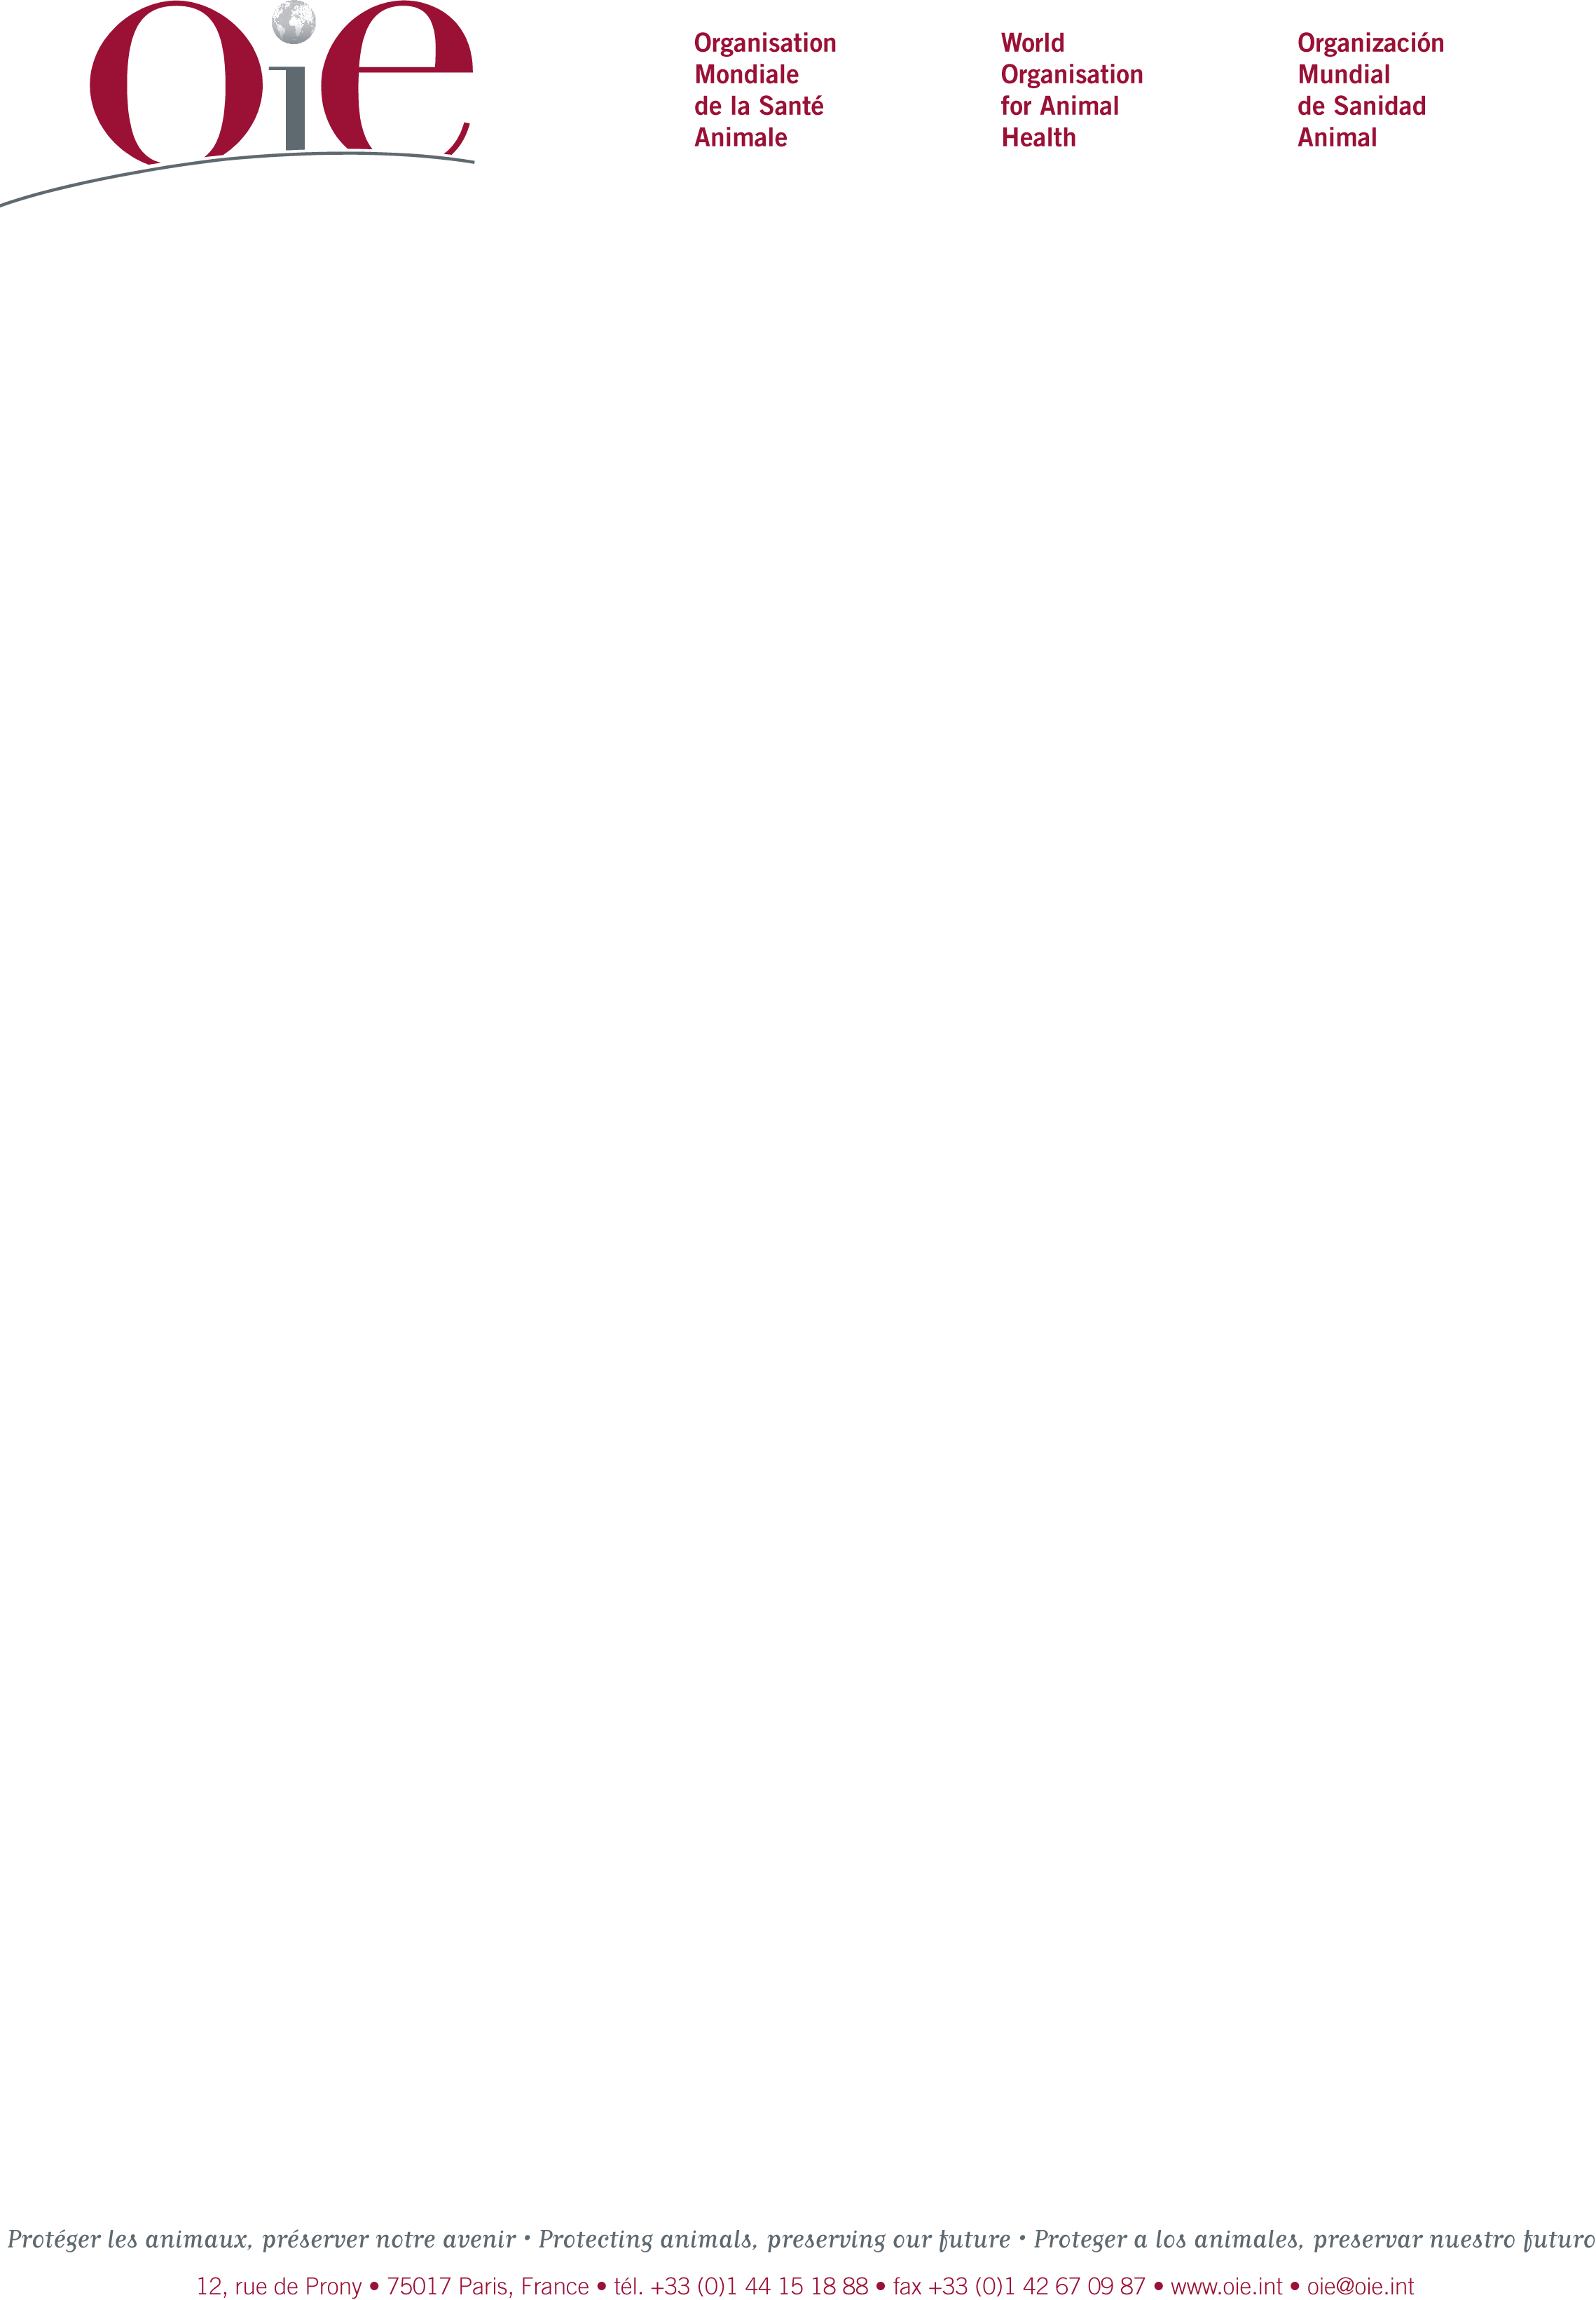 oie
Organisation
Mondiale
de la Santé
Animale
World
Organisation
for Animal
Health
Organización
Mundial
de Sanidad
Animal
Protéger les animaux, préserver notre avenir • Protecting animals, preserving our future • Proteger a los animales, preservar nuestro futuro
12, rue de Prony • 75017 Paris, France • tél. +33 (0)1 44 15 18 88 • fax +33 (0)1 42 67 09 87 • www.oie.int • oie@oie.int